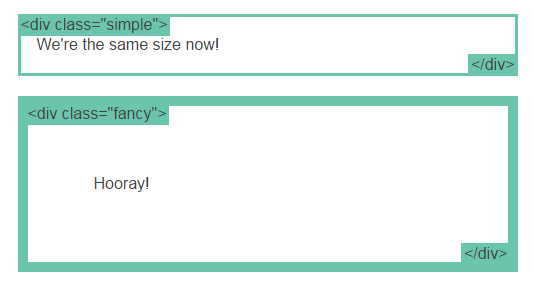 <div class="simple">
We're the same size now!
</div>
<div class="fancy">
Hooray!
</div>